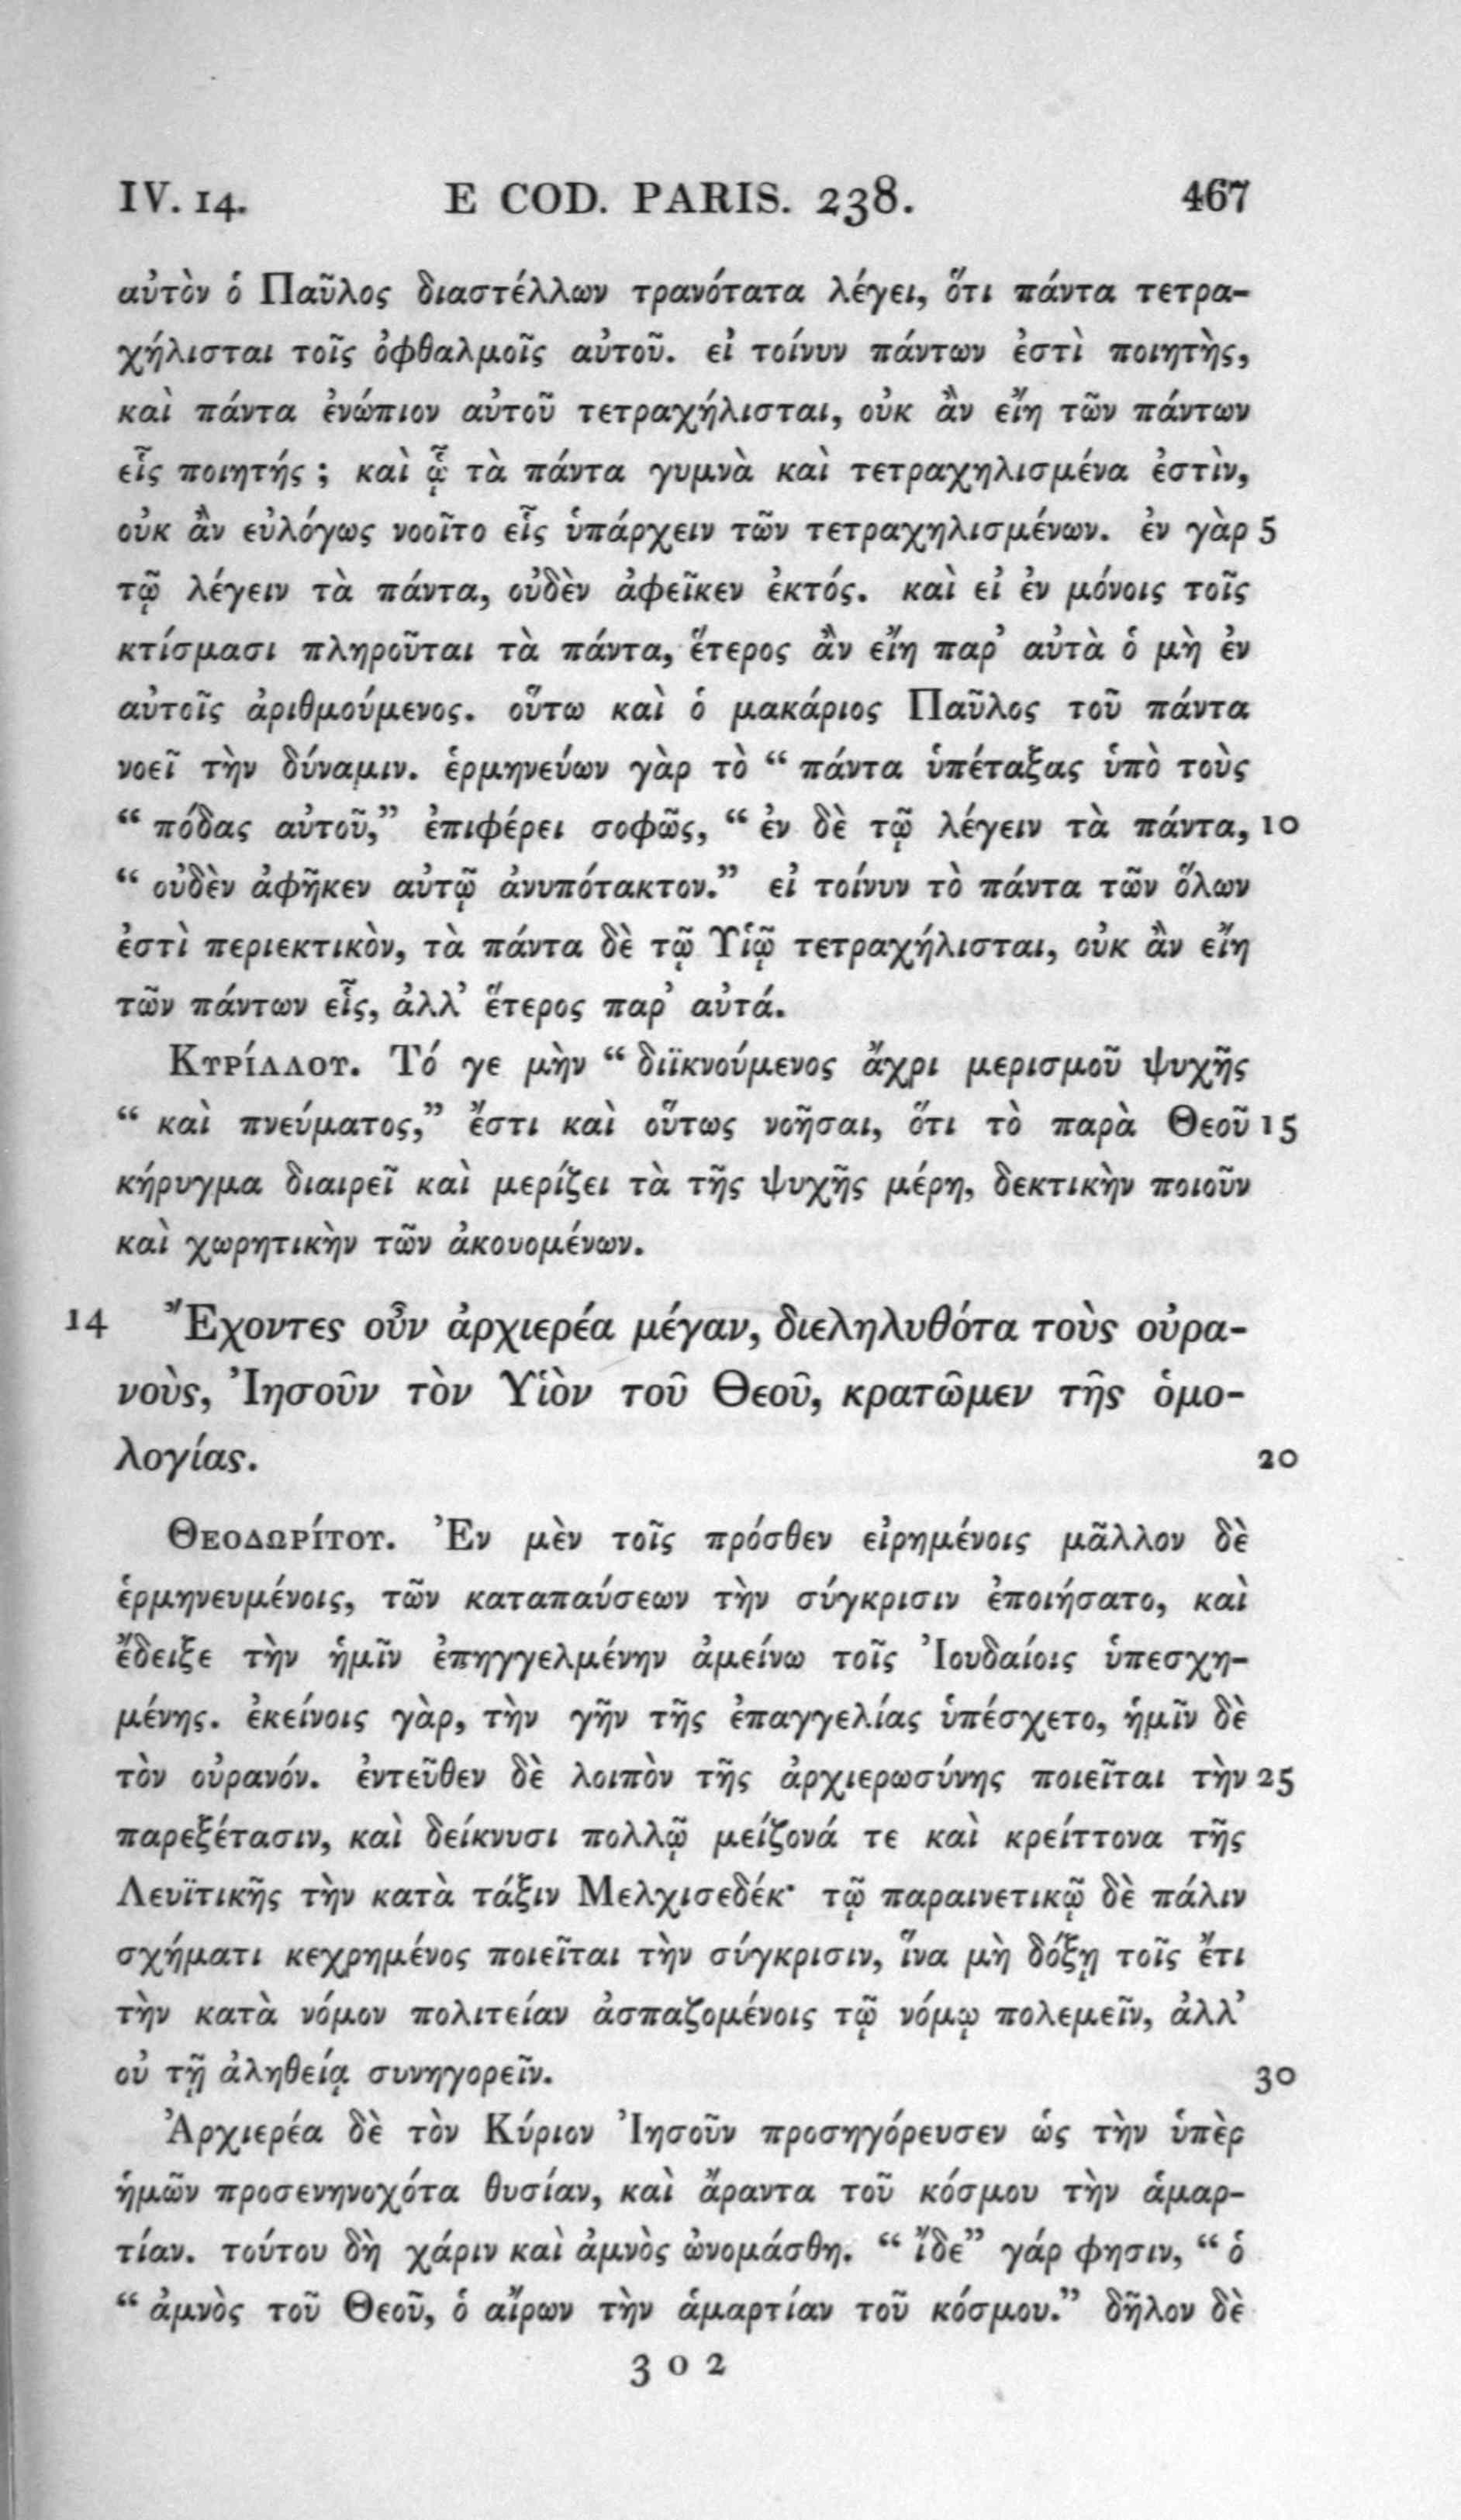 IV. 14. E COD. PARIS. 238. 467
αὐτὸν ὁ Παῦλος διαστέλλων τρανότατα λέγει, ὅτι πάντα τετρα-
χήλισται τοῖς ὀφθαλμοῖς αὐτοῦ. εἰ τοίνυν πάντων ἐστὶ ποιητὴς,
καὶ πάντα ἐνώπιον αὐτοῦ τετραχήλισται, οὐκ ἂν εἴη τῶν πάντων
εἷς ποιητής ; καὶ ᾧ τὰ πάντα γυμνὰ καὶ τετραχηλισμένα ἐστὶν,
οὐκ ἂν εὐλόγως νοοῖτο εἷς ὑπάρχειν τῶν τετραχηλισμένων. ἐν γὰρ 5
τῷ λέγειν τὰ πάντα, οὐδὲν ἀφεῖκεν ἐκτός. καὶ εἰ ἐν μόνοις τοῖς
κτίσμασι πληροῦται τὰ πάντα, ἕτερος ἂν εἴη παρ’ αὐτὰ ὁ μὴ ἐν
αὐτοῖς ἀριθμούμενος. οὕτω καὶ ὁ μακάριος Παῦλος τοῦ πάντα
νοεῖ τὴν δύναμιν. ἑρμηνεύων γὰρ τὸ “ πάντα ὑπέταξας ὑπὸ τοὺς
“ πόδας αὐτοῦ,” ἐπιφέρει σοφῶς, “ ἐν δὲ τῷ λέγειν τὰ πάντα, 10
“ οὐδὲν ἀφῆκεν αὐτῷ ἀνυπότακτον.” εἰ τοίνυν τὸ πάντα τῶν ὅλων
ἐστὶ περιεκτικὸν, τὰ πάντα δὲ τῷ Υἱῷ τετραχήλισται, οὐκ ἂν εἴη
τῶν πάντων εἷς, ἀλλ’ ἕτερος παρ’ αὐτά.
Κυρίλλου. Τό γε μὴν “ διϊκνούμενος ἄχρι μερισμοῦ ψυχῆς
“ καὶ πνεύματος,” ἔστι καὶ οὕτως νοῆσαι, ὅτι τὸ παρὰ Θεοῦ 15
κήρυγμα διαιρεῖ καὶ μερίζει τὰ τῆς ψυχῆς μέρη, δεκτικὴν ποιοῦν
καὶ χωρητικὴν τῶν ἀκουομένων.
14 Ἔχοντες οὖν ἀρχιερέα μέγαν, διεληλυθότα τοὺς οὐρα-
νοὺς, Ἰησοῦν τὸν Υἱὸν τοῦ Θεοῦ, κρατῶμεν τῆς ὁμο-
λογίας. 20
Θεοδωρίτου. Ἐν μὲν τοῖς πρόσθεν εἰρημένοις μᾶλλον δὲ
ἑρμηνευμένοις, τῶν καταπαύσεων τὴν σύγκρισιν ἐποιήσατο, καὶ
ἔδειξε τὴν ἡμῖν ἐπηγγελμένην ἀμείνω τοῖς Ἰουδαίοις ὑπεσχη-
μένης. ἐκείνοις γὰρ, τὴν γῆν τῆς ἐπαγγελίας ὑπέσχετο, ἡμῖν δὲ
τὸν οὐρανόν. ἐντεῦθεν δὲ λοιπὸν τῆς ἀρχιερωσύνης ποιεῖται τὴν 25
παρεξέτασιν, καὶ δείκνυσι πολλῷ μείζονά τε καὶ κρείττονα τῆς
Λευϊτικῆς τὴν κατὰ τάξιν Μελχισεδέκ· τῷ παραινετικῷ δὲ πάλιν
σχήματι κεχρημένος ποιεῖται τὴν σύγκρισιν, ἵνα μὴ δόξῃ τοῖς ἔτι
τὴν κατὰ νόμον πολιτείαν ἀσπαζομένοις τῷ νόμῳ πολεμεῖν, ἀλλ’
οὐ τῇ ἀληθείᾳ συνηγορεῖν. 30
Ἀρχιερέα δὲ τὸν Κύριον Ἰησοῦν προσηγόρευσεν ὡς τὴν ὑπὲρ
ἡμῶν προσενηνοχότα θυσίαν, καὶ ἄραντα τοῦ κόσμου τὴν ἁμαρ-
τίαν. τούτου δὴ χάριν καὶ ἀμνὸς ὠνομάσθη. “ ἴδε” γάρ φησιν, “ ὁ
“ ἀμνὸς τοῦ Θεοῦ, ὁ αἴρων τὴν ἁμαρτίαν τοῦ κόσμου.” δῆλον δὲ
3 0 2